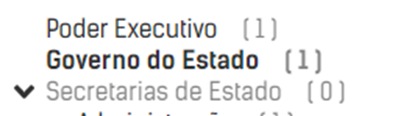 Poder Executivo (1)
Governo do Estado (1)
Secretarias de Estado (0)